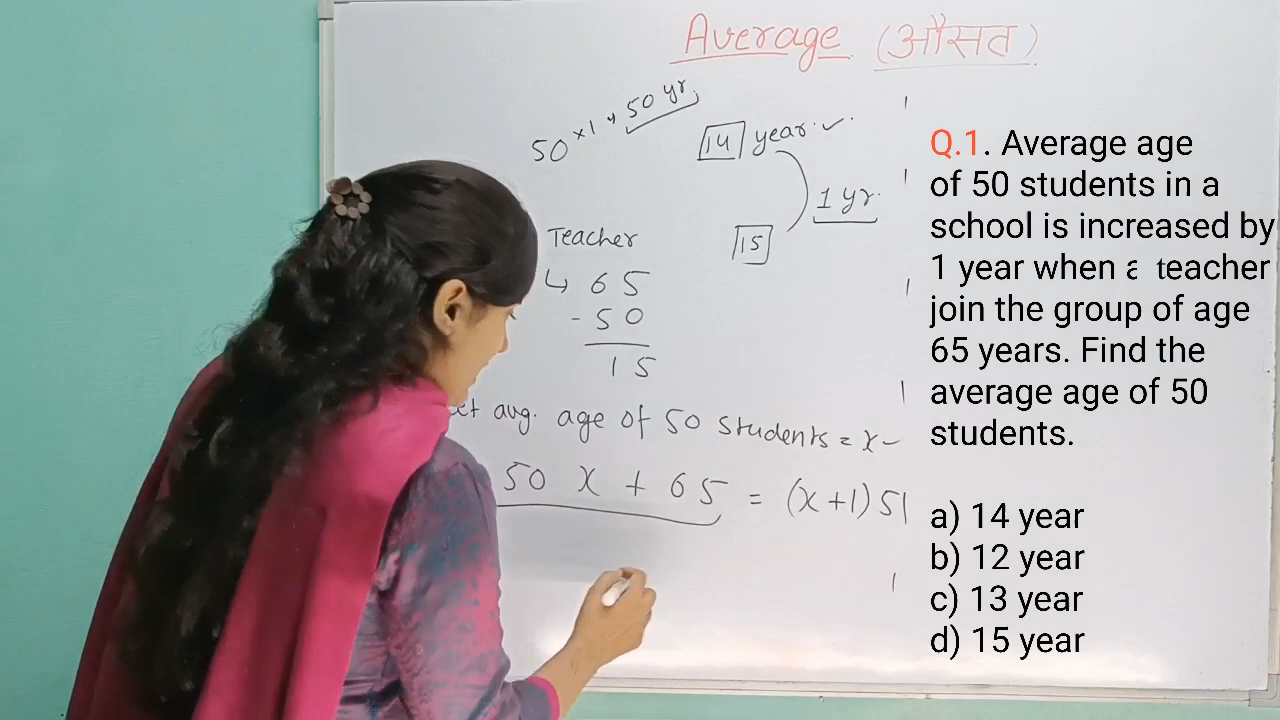 Average (औसत)
50 x1 → 50 yr.
14 year. ✓.
1 yr.
15
Teacher
↳ 65
- 50
15
avg. age of 50 students = x
50 x + 65 = (x+1) 51
Q.1. Average age
of 50 students in a
school is increased by
1 year when a teacher
join the group of age
65 years. Find the
average age of 50
students.
a) 14 year
b) 12 year
c) 13 year
d) 15 year